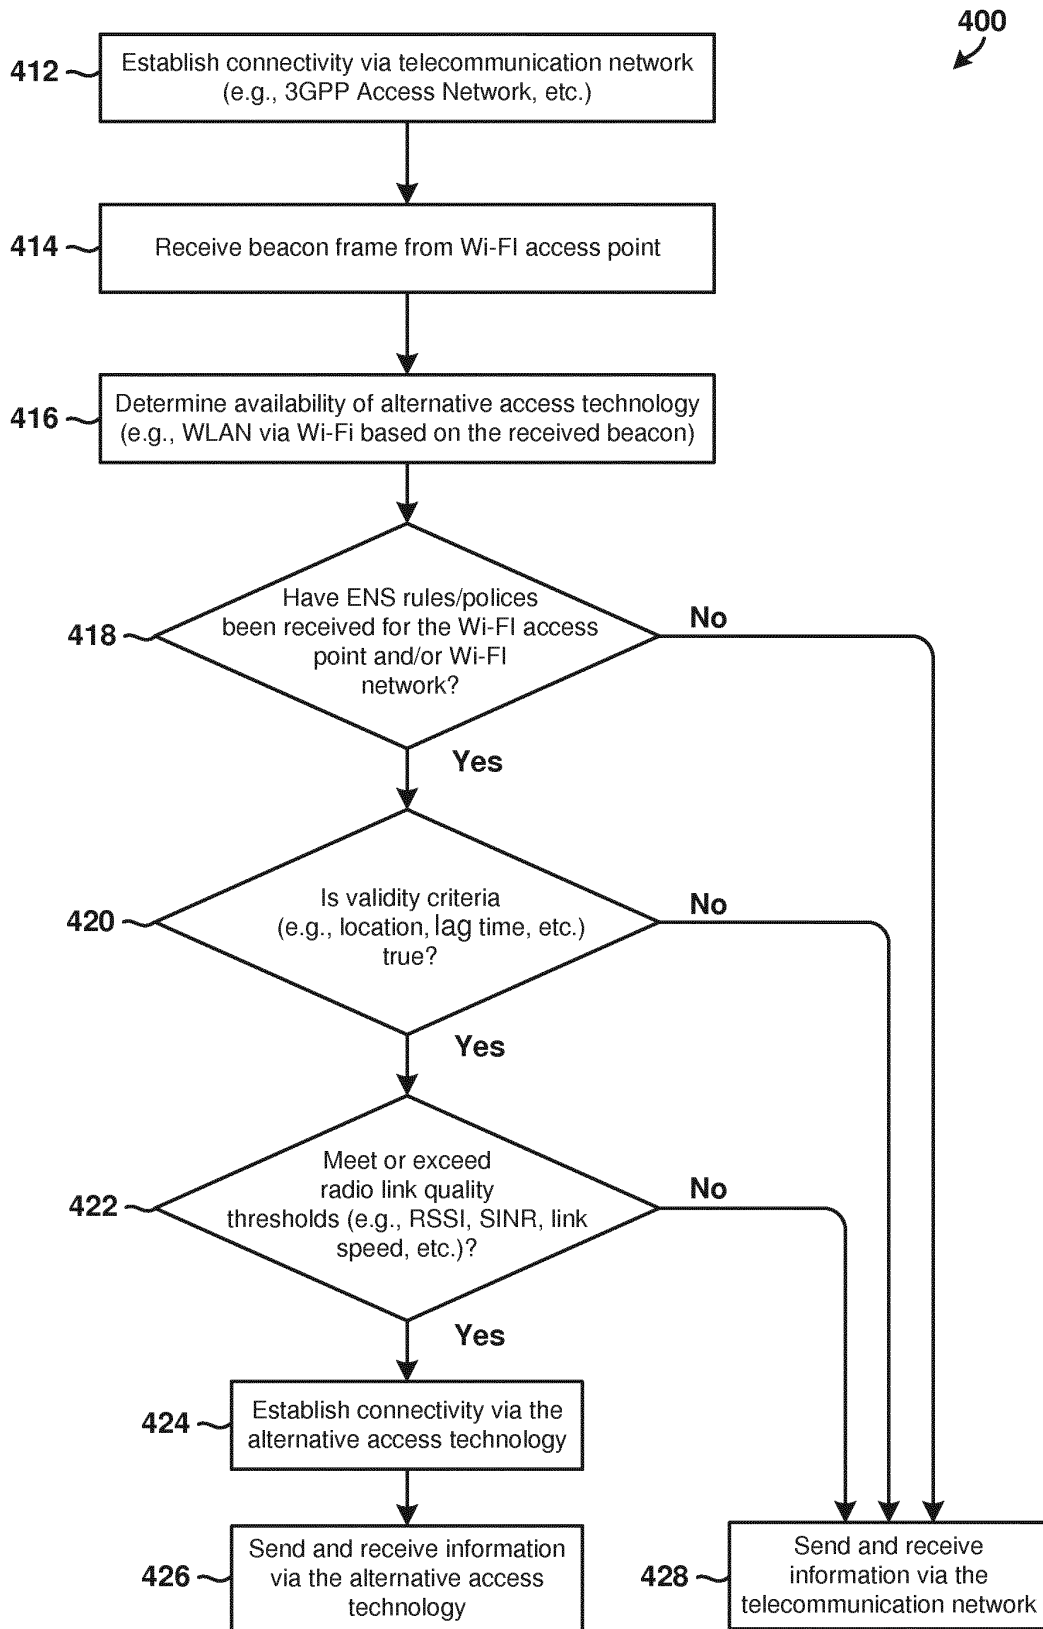 400
412
Establish connectivity via telecommunication network
(e.g., 3GPP Access Network, etc.)
414
Receive beacon frame from Wi-FI access point
416
Determine availability of alternative access technology
(e.g., WLAN via Wi-Fi based on the received beacon)
418
Have ENS rules/polices
been received for the Wi-FI access
point and/or Wi-FI
network?
No
Yes
420
Is validity criteria
(e.g., location, lag time, etc.)
true?
No
Yes
422
Meet or exceed
radio link quality
thresholds (e.g., RSSI, SINR, link
speed, etc.)?
No
Yes
424
Establish connectivity via the
alternative access technology
426
Send and receive information
via the alternative access
technology
428
Send and receive
information via the
telecommunication network